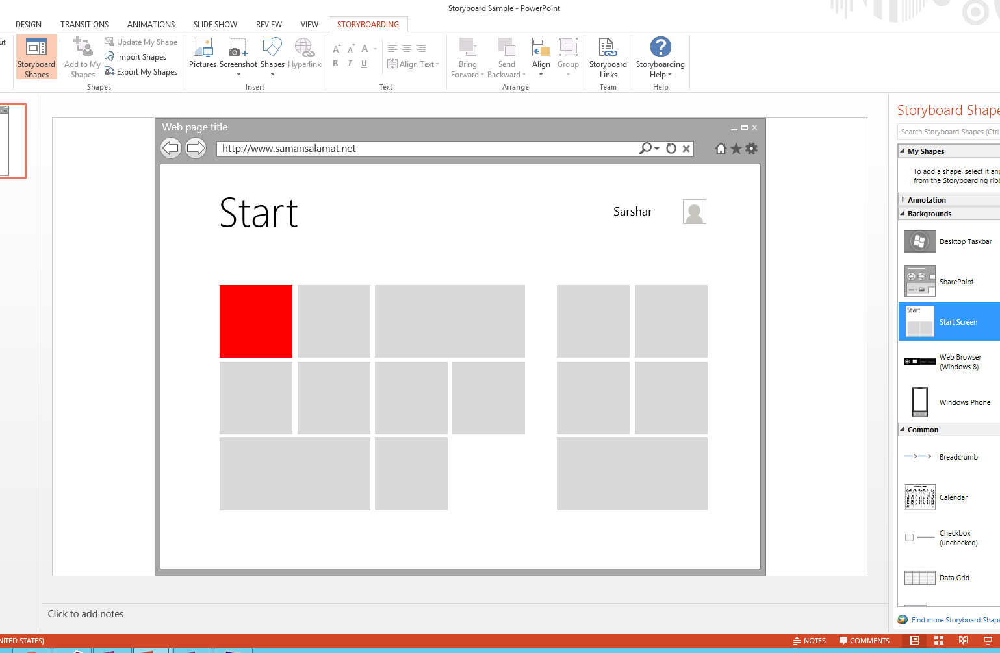 Storyboard Sample - PowerPoint
DESIGN TRANSITIONS ANIMATIONS SLIDE SHOW REVIEW VIEW STORYBOARDING
Storyboard
Shapes
Add to My
Shapes
Update My Shape
Import Shapes
Export My Shapes
Shapes
Pictures Screenshot Shapes Hyperlink
Insert
A A A
B I U
Align Text
Text
Bring
Forward
Send
Backward
Align Group
Arrange
Storyboard
Links
Team
Storyboarding
Help
Help
Web page title
http://www.samansalamat.net
Start
Sarshar
Click to add notes
Storyboard Shape
Search Storyboard Shapes (Ctrl
My Shapes
To add a shape, select it and
from the Storyboarding ribb
Annotation
Backgrounds
Desktop Taskbar
SharePoint
Start
Start Screen
Web Browser
(Windows 8)
Windows Phone
Common
Breadcrumb
Calendar
Checkbox
(unchecked)
Data Grid
Find more Storyboard Shape
NITED STATES) NOTES COMMENTS